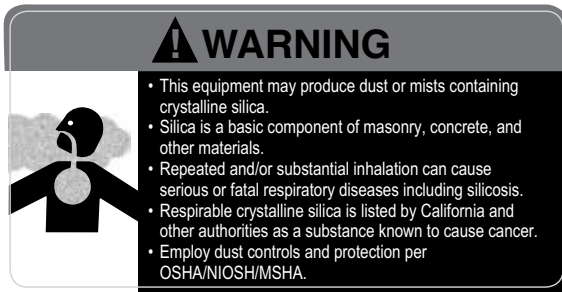 WARNING
• This equipment may produce dust or mists containing
crystalline silica.
• Silica is a basic component of masonry, concrete, and
other materials.
• Repeated and/or substantial inhalation can cause
serious or fatal respiratory diseases including silicosis.
• Respirable crystalline silica is listed by California and
other authorities as a substance known to cause cancer.
• Employ dust controls and protection per
OSHA/NIOSH/MSHA.